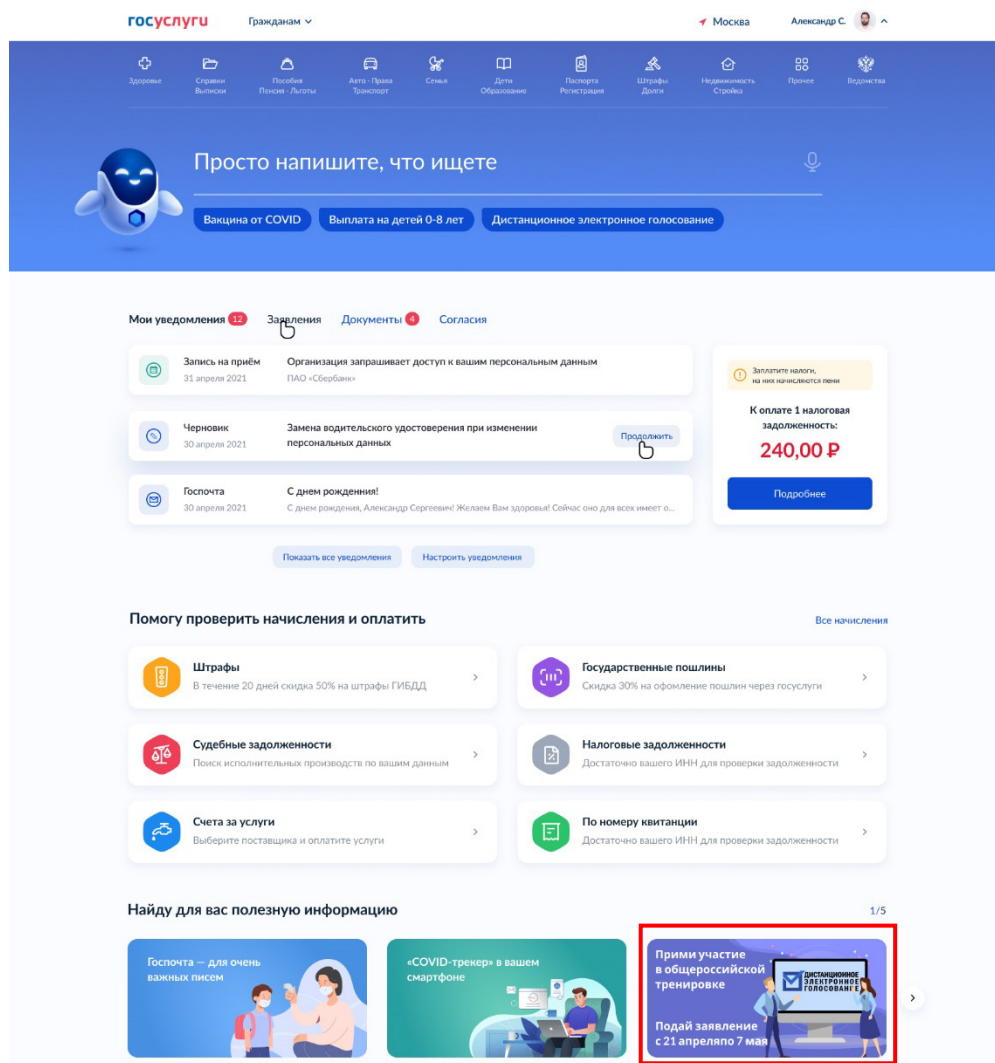 госуслуги
Гражданам
Москва
Александр С.
Здоровье
Справки
Выписки
Пособия
Пенсия · Льготы
Авто · Права
Транспорт
Семья
Дети
Образование
Паспорта
Регистрация
Штрафы
Долги
Недвижимость
Стройка
Прочее
Ведомства
Просто напишите, что ищете
Вакцина от COVID
Выплата на детей 0-8 лет
Дистанционное электронное голосование
Мои уведомления 12
Заявления
Документы 4
Согласия
Запись на приём
31 апреля 2021
Организация запрашивает доступ к вашим персональным данным
ПАО «Сбербанк»
Черновик
30 апреля 2021
Замена водительского удостоверения при изменении
персональных данных
Продолжить
Госпочта
30 апреля 2021
С днем рожденния!
С днем рождения, Александр Сергеевич! Желаем Вам здоровья! Сейчас оно для всех имеет о...
Показать все уведомления
Настроить уведомления
Заплатите налоги,
на них начисляются пени
К оплате 1 налоговая
задолженность:
240,00 ₽
Подробнее
Помогу проверить начисления и оплатить
Все начисления
Штрафы
В течение 20 дней скидка 50% на штрафы ГИБДД
Государственные пошлины
Скидка 30% на офомление пошлин через госуслуги
Судебные задолженности
Поиск исполнительных производств по вашим данным
Налоговые задолженности
Достаточно вашего ИНН для проверки задолженности
Счета за услуги
Выберите поставщика и оплатите услуги
По номеру квитанции
Достаточно вашего ИНН для проверки задолженности
Найду для вас полезную информацию
1/5
Госпочта — для очень
важных писем
«COVID-трекер» в вашем
смартфоне
Прими участие
в общероссийской
тренировке
Подай заявление
с 21 апреляпо 7 мая
ДИСТАНЦИОННОЕ
ЭЛЕКТРОННОЕ
ГОЛОСОВАНИЕ